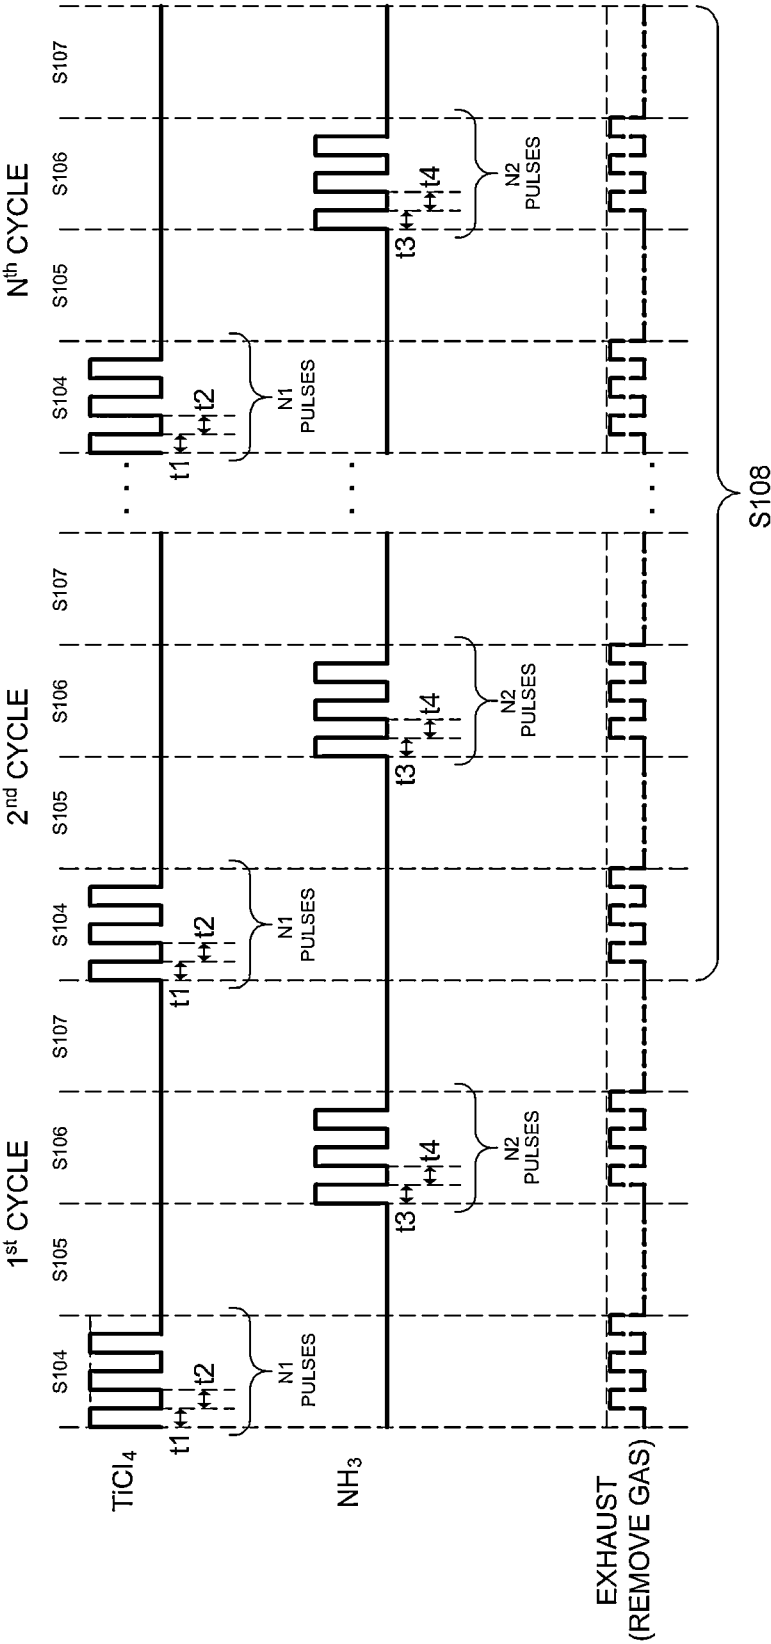 1st CYCLE
2nd CYCLE
Nth CYCLE
S104
S105
S106
S107
S104
S105
S106
S107
S104
S105
S106
S107
TiCl4
t1
t2
N1
PULSES
t1
t2
N1
PULSES
. . .
t1
t2
N1
PULSES
NH3
t3
t4
N2
PULSES
t3
t4
N2
PULSES
. . .
t3
t4
N2
PULSES
EXHAUST
(REMOVE GAS)
. . .
S108